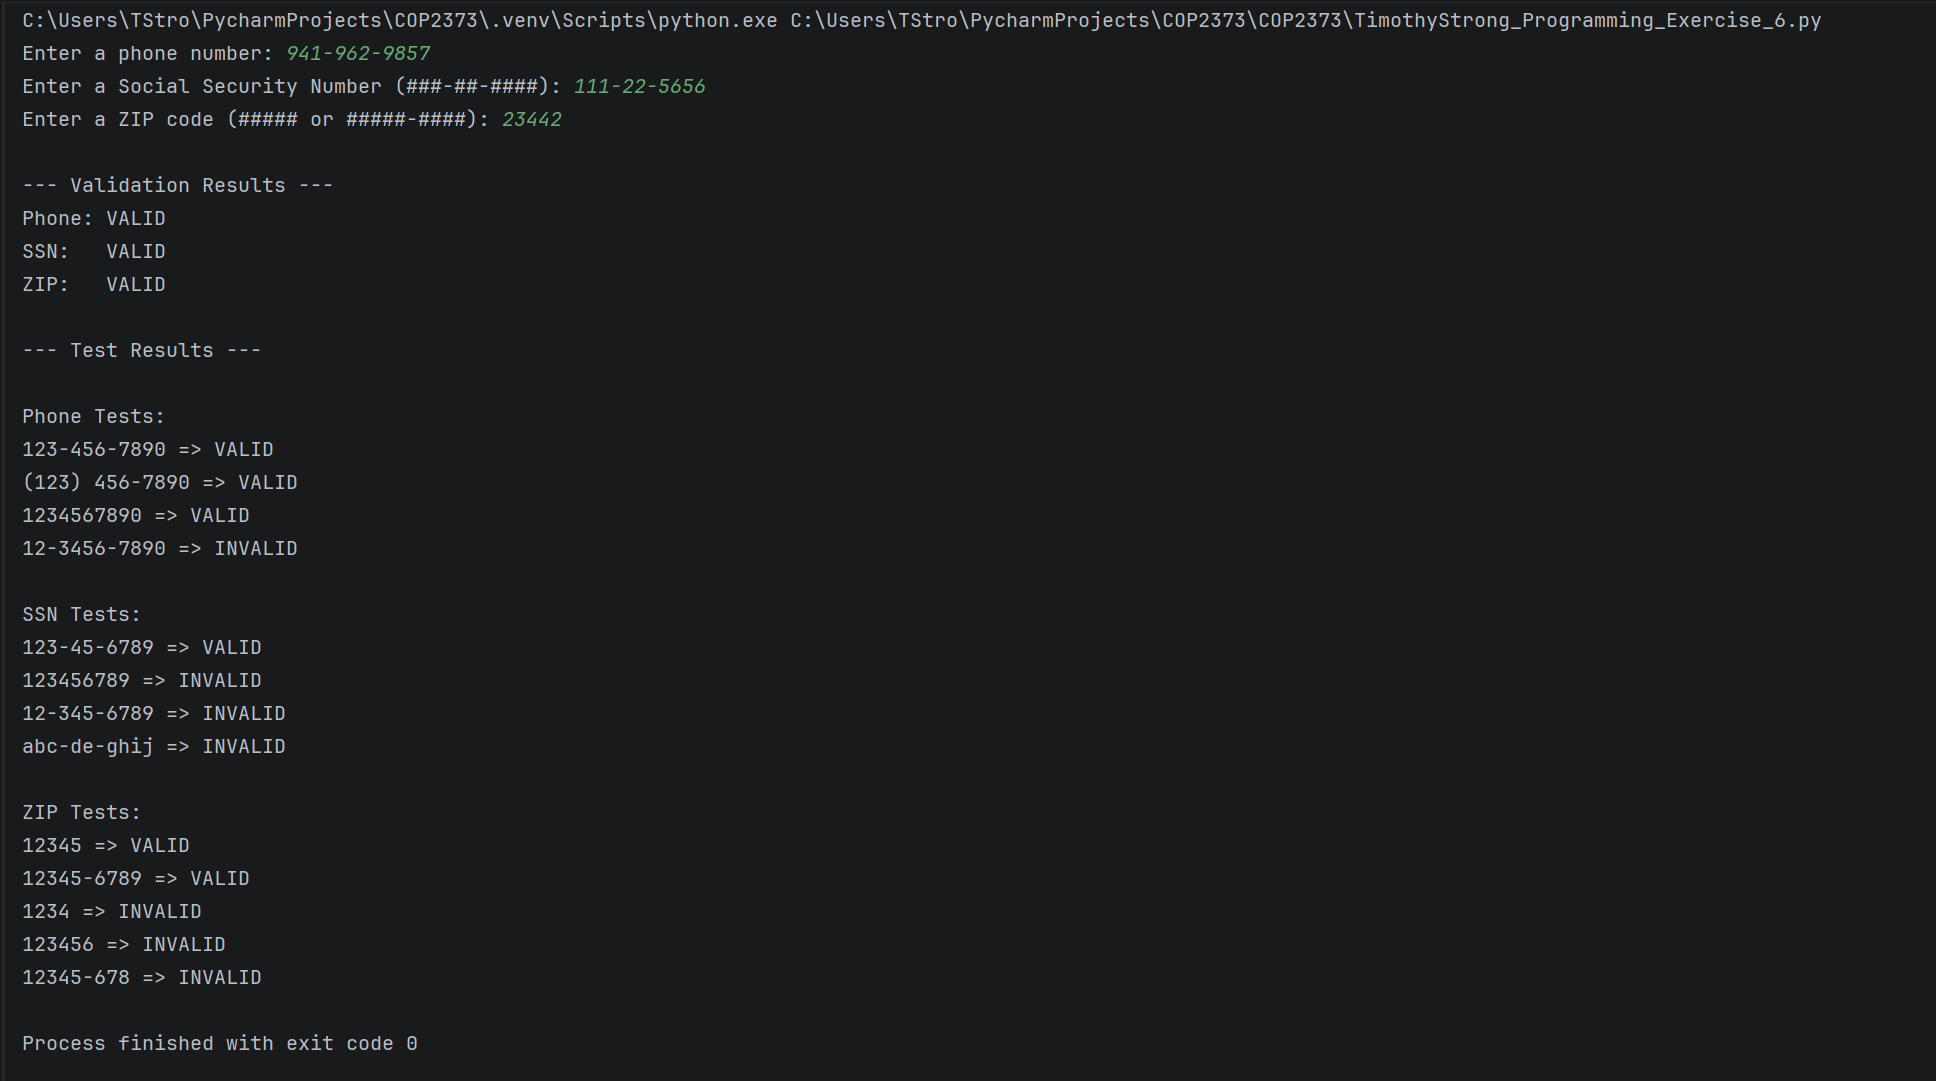 C:\Users\TStro\PycharmProjects\COP2373\.venv\Scripts\python.exe C:\Users\TStro\PycharmProjects\COP2373\COP2373\TimothyStrong_Programming_Exercise_6.py
Enter a phone number: 941-962-9857
Enter a Social Security Number (###-##-####): 111-22-5656
Enter a ZIP code (##### or #####-####): 23442
--- Validation Results ---
Phone: VALID
SSN:   VALID
ZIP:   VALID
--- Test Results ---
Phone Tests:
123-456-7890 => VALID
(123) 456-7890 => VALID
1234567890 => VALID
12-3456-7890 => INVALID
SSN Tests:
123-45-6789 => VALID
123456789 => INVALID
12-345-6789 => INVALID
abc-de-ghij => INVALID
ZIP Tests:
12345 => VALID
12345-6789 => VALID
1234 => INVALID
123456 => INVALID
12345-678 => INVALID
Process finished with exit code 0